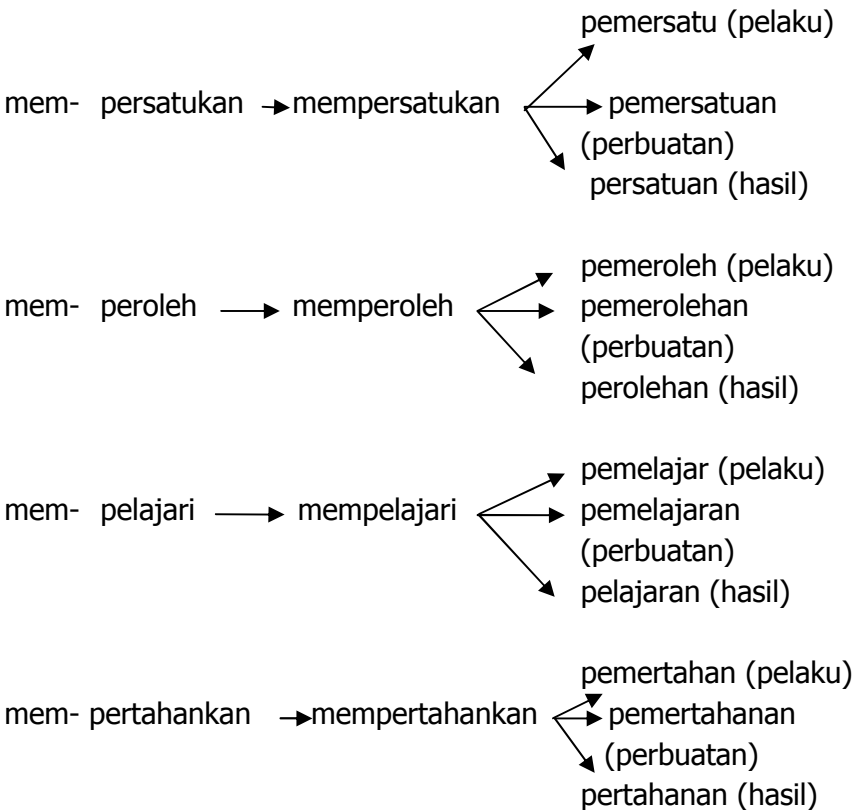 pemersatu (pelaku)
mem- persatukan → mempersatukan → pemersatuan
(perbuatan)
persatuan (hasil)
pemeroleh (pelaku)
mem- peroleh → memperoleh → pemerolehan
(perbuatan)
perolehan (hasil)
pemelajar (pelaku)
mem- pelajari → mempelajari → pemelajaran
(perbuatan)
pelajaran (hasil)
pemertahan (pelaku)
mem- pertahankan → mempertahankan → pemertahanan
(perbuatan)
pertahanan (hasil)